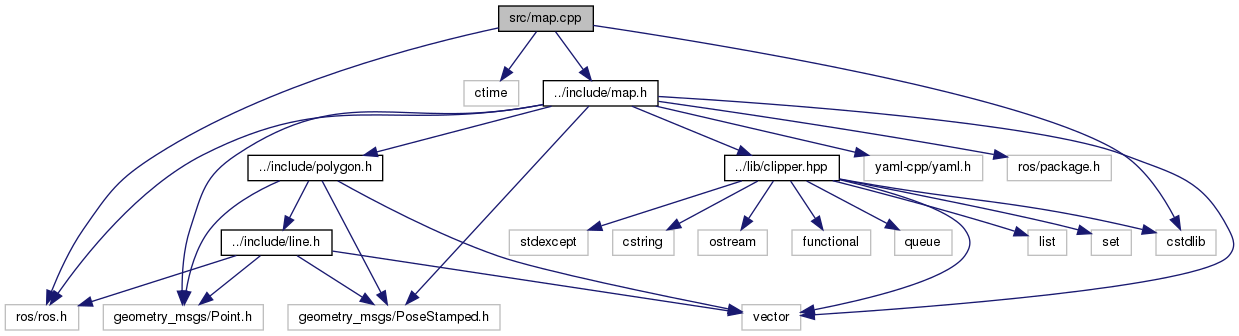 src/map.cpp
ctime
../include/map.h
../include/polygon.h
../lib/clipper.hpp
yaml-cpp/yaml.h
ros/package.h
../include/line.h
stdexcept
cstring
ostream
functional
queue
list
set
cstdlib
ros/ros.h
geometry_msgs/Point.h
geometry_msgs/PoseStamped.h
vector